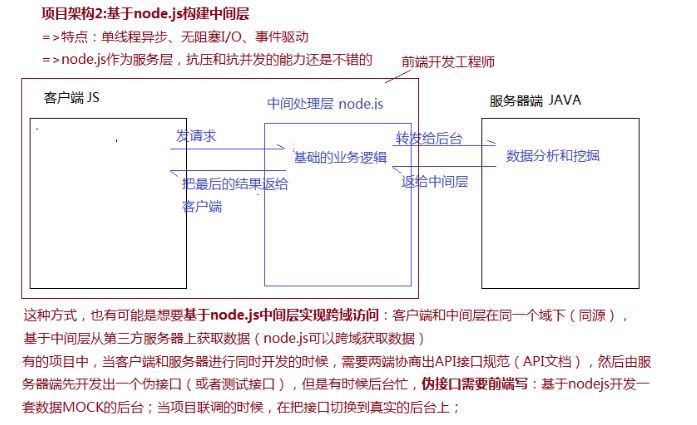 项目架构2:基于node.js构建中间层
=>特点：单线程异步、无阻塞I/O、事件驱动
=>node.js作为服务层，抗压和抗并发的能力还是不错的
前端开发工程师
客户端 JS
中间处理层 node.js
服务器端 JAVA
发请求
基础的业务逻辑
把最后的结果返给
客户端
转发给后台
返给中间层
数据分析和挖掘
这种方式，也有可能是想要基于node.js中间层实现跨域访问：客户端和中间层在同一个域下（同源），
基于中间层从第三方服务器上获取数据（node.js可以跨域获取数据）
有的项目中，当客户端和服务器进行同时开发的时候，需要两端协商出API接口规范（API文档），然后由服
务器端先开发出一个伪接口（或者测试接口），但是有时候后台忙，伪接口需要前端写：基于nodejs开发一
套数据MOCK的后台；当项目联调的时候，在把接口切换到真实的后台上；